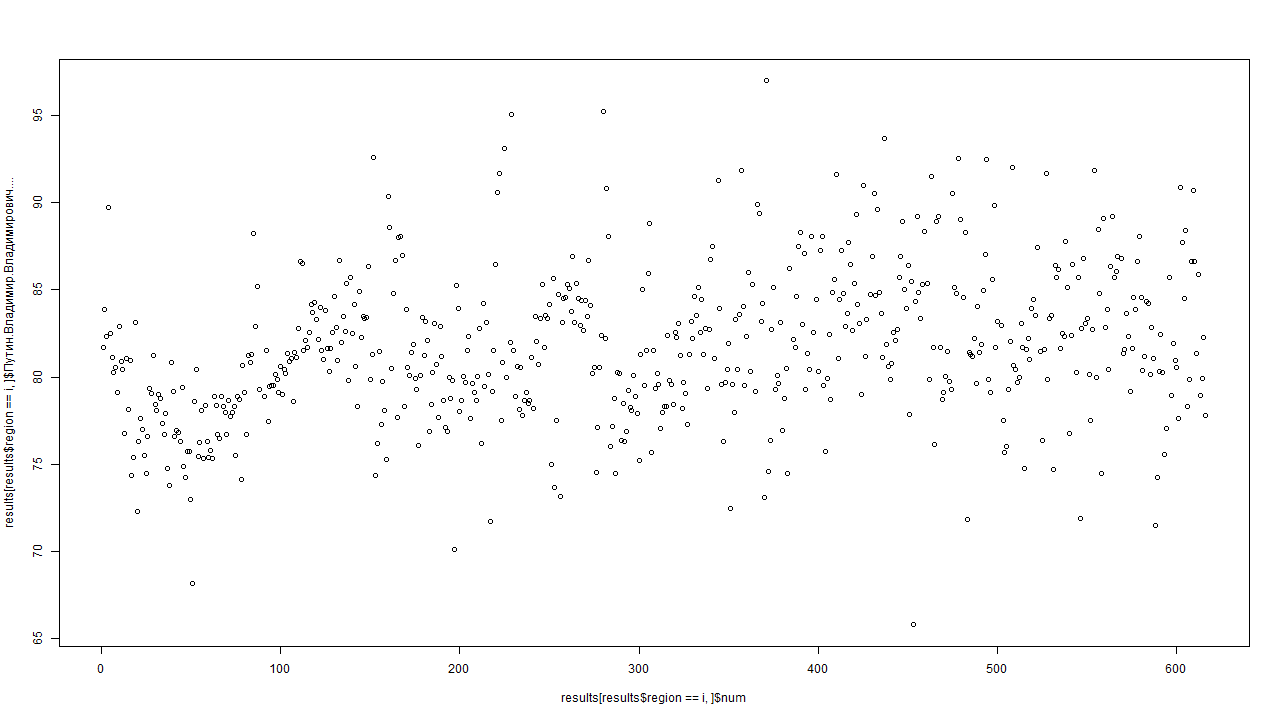 results[results$region == i, ]$Путин.Владимир.Владимирович....
95
90
85
80
75
70
65
0 100 200 300 400 500 600
results[results$region == i, ]$num